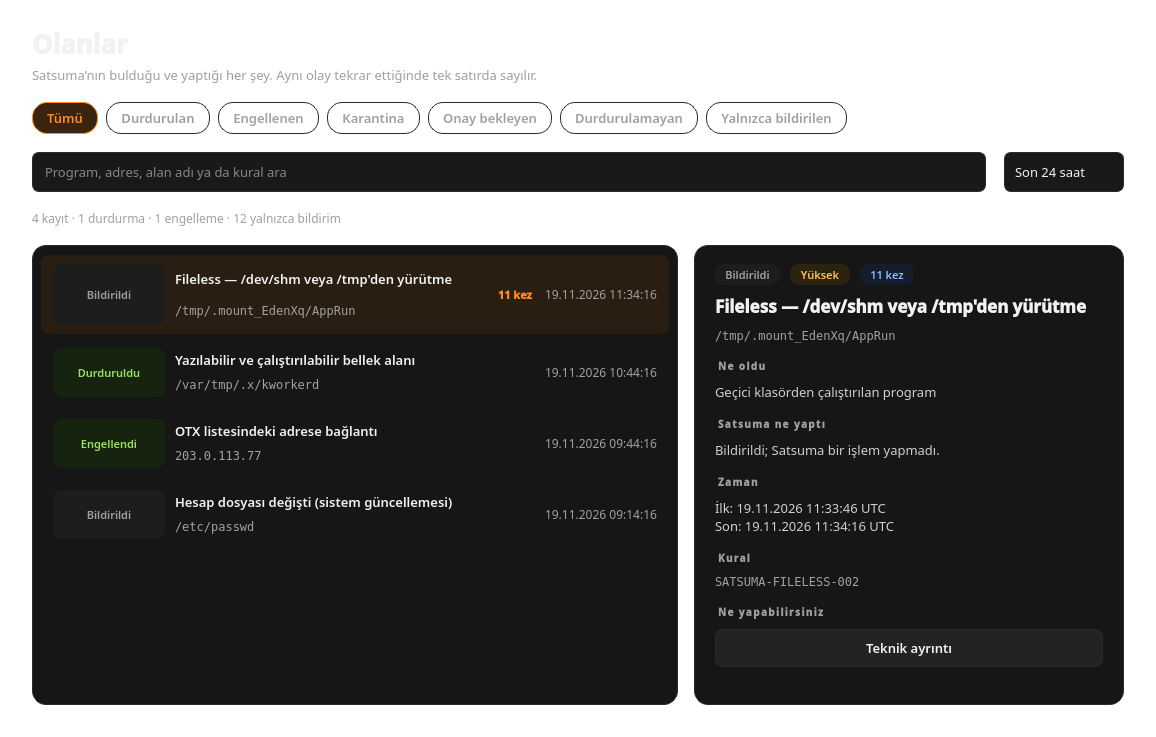 Olanlar
Satsuma’nın bulduğu ve yaptığı her şey. Aynı olay tekrar ettiğinde tek satırda sayılır.
Tümü
Durdurulan
Engellenen
Karantina
Onay bekleyen
Durdurulamayan
Yalnızca bildirilen
Program, adres, alan adı ya da kural ara
Son 24 saat
4 kayıt · 1 durdurma · 1 engelleme · 12 yalnızca bildirim
Bildirildi
Fileless — /dev/shm veya /tmp'den yürütme
/tmp/.mount_EdenXq/AppRun
11 kez
19.11.2026 11:34:16
Durduruldu
Yazılabilir ve çalıştırılabilir bellek alanı
/var/tmp/.x/kworkerd
19.11.2026 10:44:16
Engellendi
OTX listesindeki adrese bağlantı
203.0.113.77
19.11.2026 09:44:16
Bildirildi
Hesap dosyası değişti (sistem güncellemesi)
/etc/passwd
19.11.2026 09:14:16
Bildirildi
Yüksek
11 kez
Fileless — /dev/shm veya /tmp'den yürütme
/tmp/.mount_EdenXq/AppRun
Ne oldu
Geçici klasörden çalıştırılan program
Satsuma ne yaptı
Bildirildi; Satsuma bir işlem yapmadı.
Zaman
İlk: 19.11.2026 11:33:46 UTC
Son: 19.11.2026 11:34:16 UTC
Kural
SATSUMA-FILELESS-002
Ne yapabilirsiniz
Teknik ayrıntı